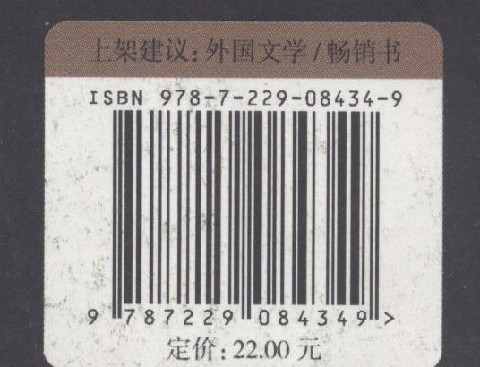 上架建议：外国文学/畅销书
ISBN 978-7-229-08434-9
9 787229 084349 >
定价：22.00 元